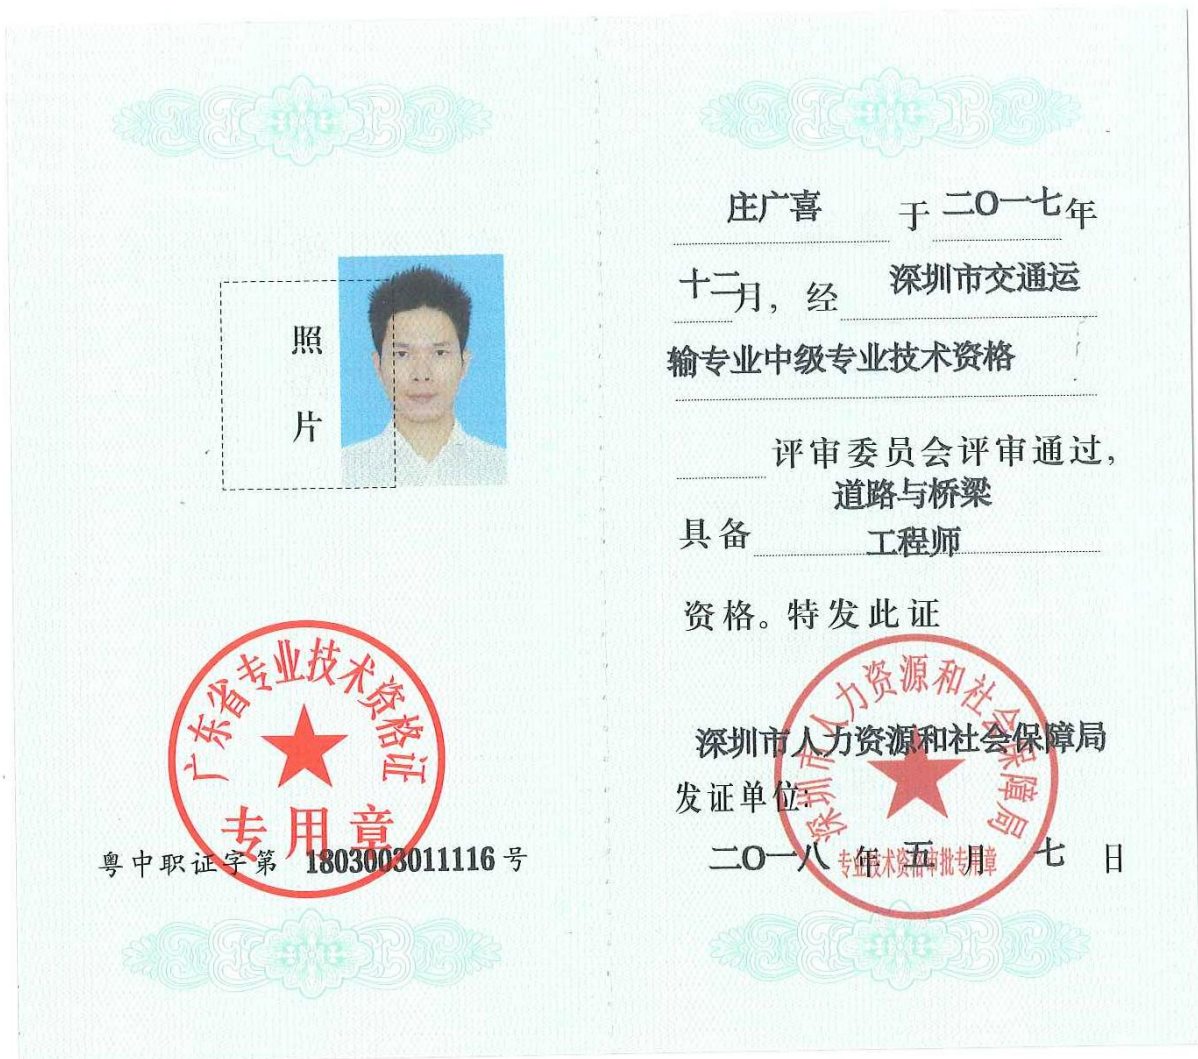 照
片
广东省专业技术资格证
专用章
粤中职证字第 1803003011116 号
庄广喜 于 二〇一七 年
十二月，经 深圳市交通运
输专业中级专业技术资格
评审委员会评审通过，
道路与桥梁
具备 工程师
资格。特发此证
深圳市人力资源和社会保障局
深圳市人力资源和社会保障局
发证单位：
二〇一八 年 五 月 七 日
专业技术资格审批专用章